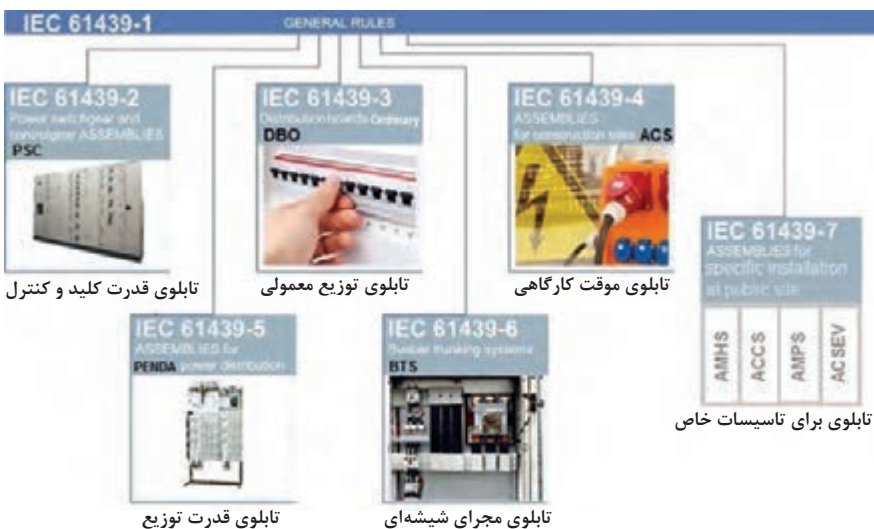 IEC 61439-1 GENERAL RULES
IEC 61439-2
Power switchgear and
controlgear ASSEMBLIES
PSC
تابلوی قدرت کلید و کنترل
IEC 61439-3
Distribution boards Ordinary
DBO
تابلوی توزیع معمولی
IEC 61439-4
ASSEMBLIES
for construction sites ACS
تابلوی موقت کارگاهی
IEC 61439-7
ASSEMBLIES for
specific installation
at public site
AMHS
ACCS
AMPS
ACSEV
تابلوی برای تاسیسات خاص
IEC 61439-5
ASSEMBLIES for
PENDA power distribution
تابلوی قدرت توزیع
IEC 61439-6
Busbar trunking systems
BTS
تابلوی مجرای شیشه‌ای